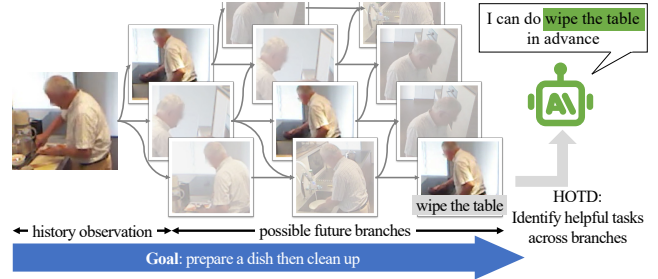 I can do wipe the table
in advance
wipe the table
HOTD:
Identify helpful tasks
across branches
history observation
possible future branches
Goal: prepare a dish then clean up